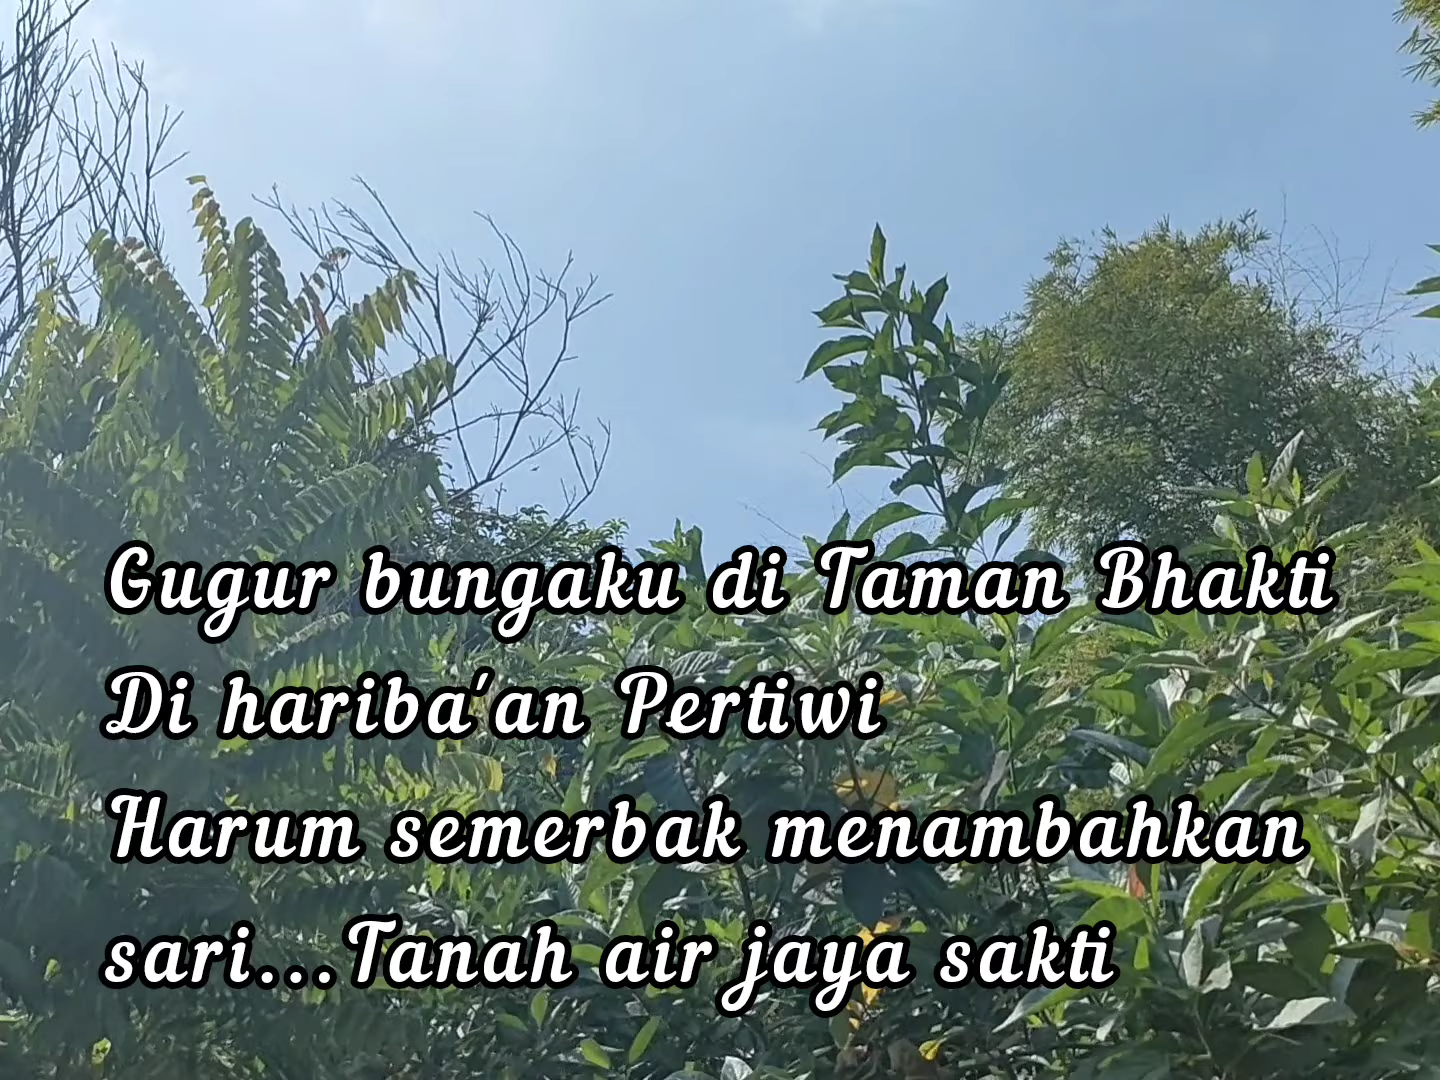 Gugur bungaku di Taman Bhakti
Di hariba'an Pertiwi
Harum semerbak menambahkan
sari...Tanah air jaya sakti